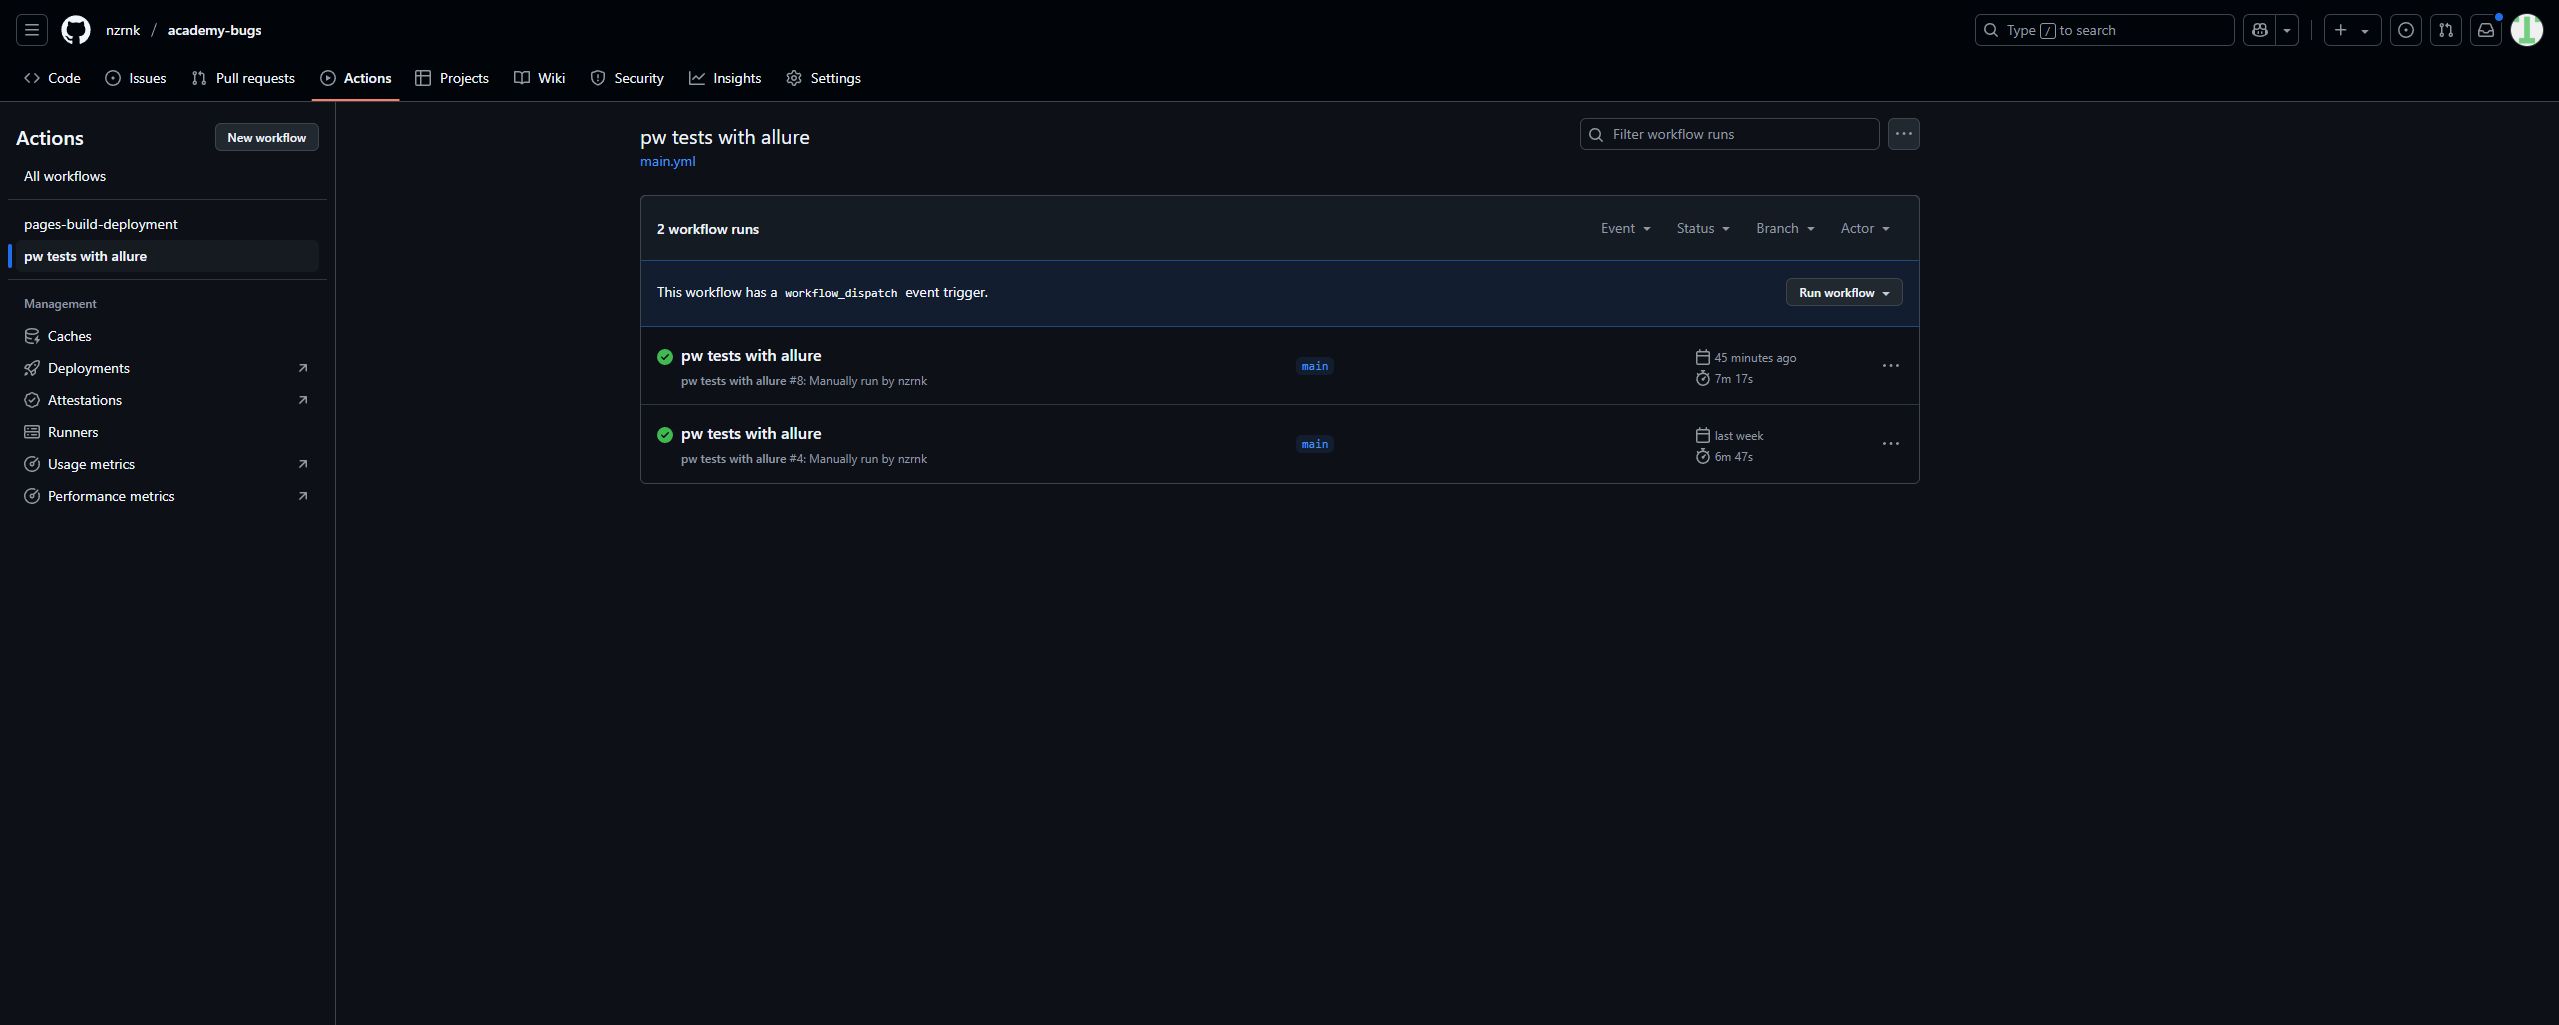 nzrnk / academy-bugs
Type / to search
Code
Issues
Pull requests
Actions
Projects
Wiki
Security
Insights
Settings
Actions
New workflow
All workflows
pages-build-deployment
pw tests with allure
Management
Caches
Deployments
Attestations
Runners
Usage metrics
Performance metrics
pw tests with allure
main.yml
Filter workflow runs
2 workflow runs
Event
Status
Branch
Actor
This workflow has a workflow_dispatch event trigger.
Run workflow
pw tests with allure
pw tests with allure #8: Manually run by nzrnk
main
45 minutes ago
7m 17s
pw tests with allure
pw tests with allure #4: Manually run by nzrnk
main
last week
6m 47s